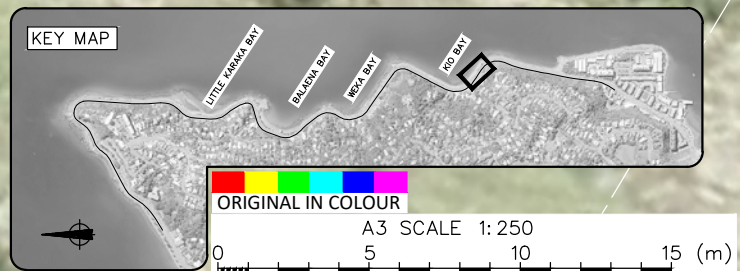 KEY MAP
LITTLE KARAKA BAY
BALAENA BAY
WEKA BAY
KIO BAY
ORIGINAL IN COLOUR
A3 SCALE 1:250
0 5 10 15 (m)